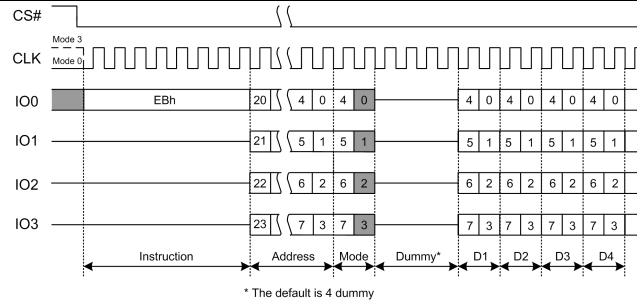 CS#
Mode 3
CLK
Mode 0
IO0 EBh 20 4 0 4 0 4 0 4 0 4 0 4 0
IO1 21 5 1 5 1 5 1 5 1 5 1 5 1
IO2 22 6 2 6 2 6 2 6 2 6 2 6 2
IO3 23 7 3 7 3 7 3 7 3 7 3 7 3
Instruction Address Mode Dummy* D1 D2 D3 D4
* The default is 4 dummy